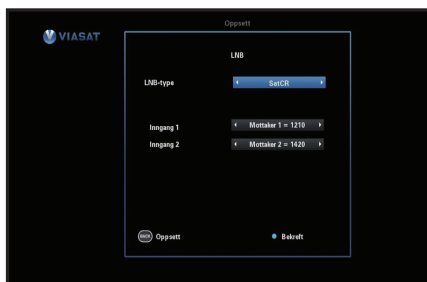 Oppsett
VIASAT
LNB
LNB-type SatCR
Inngang 1 Mottaker 1 = 1210
Inngang 2 Mottaker 2 = 1420
BACK Oppsett Bekreft